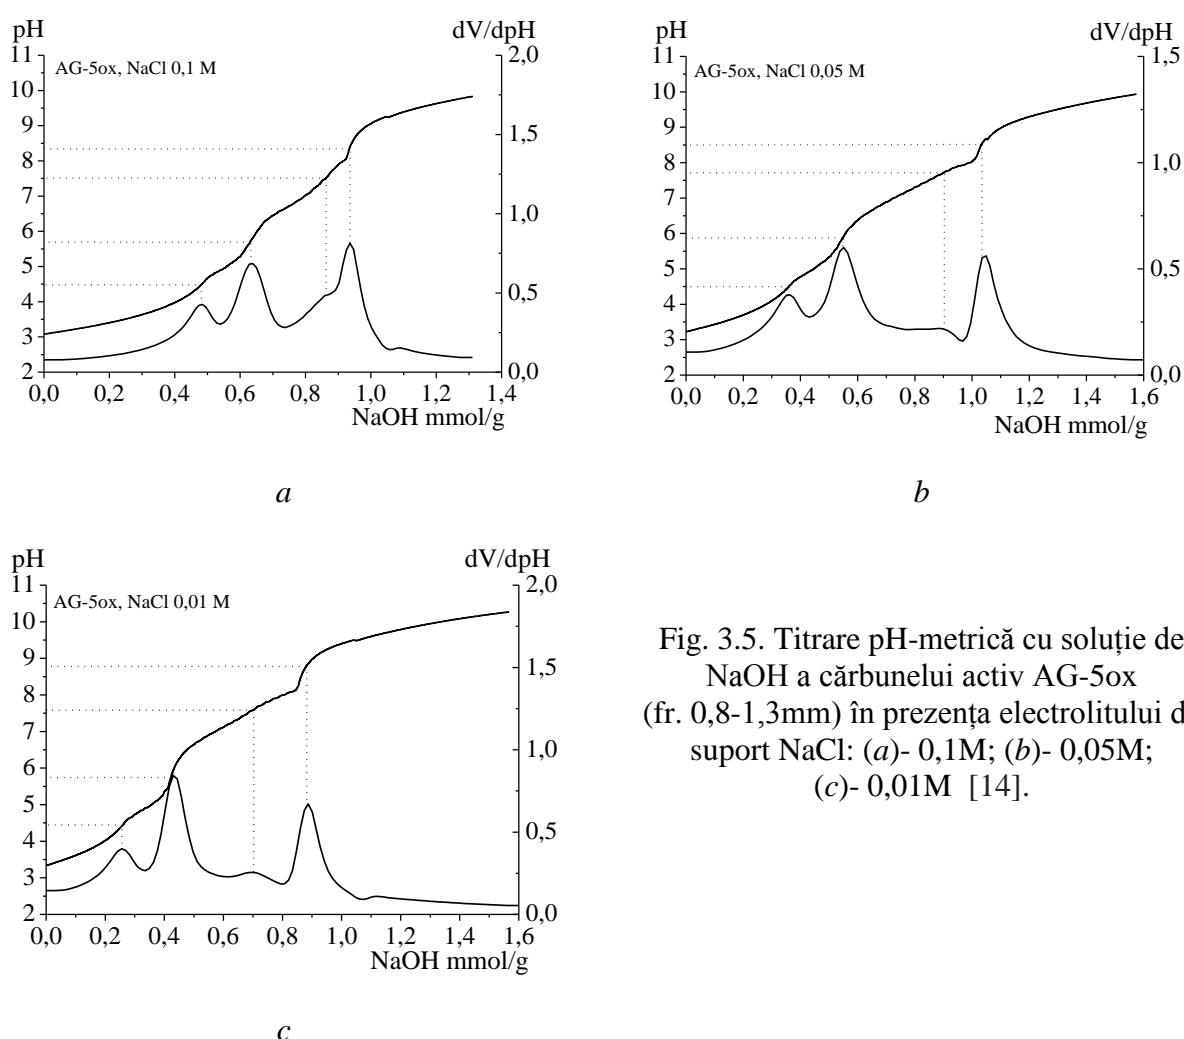 pH
dV/dpH
11
10
9
8
7
6
5
4
3
2
AG-5ox, NaCl 0,1 M
2,0
1,5
1,0
0,5
0,0
0,0 0,2 0,4 0,6 0,8 1,0 1,2 1,4
NaOH mmol/g
a
pH
dV/dpH
11
10
9
8
7
6
5
4
3
2
AG-5ox, NaCl 0,05 M
1,5
1,0
0,5
0,0
0,0 0,2 0,4 0,6 0,8 1,0 1,2 1,4 1,6
NaOH mmol/g
b
pH
dV/dpH
11
10
9
8
7
6
5
4
3
2
AG-5ox, NaCl 0,01 M
2,0
1,5
1,0
0,5
0,0
0,0 0,2 0,4 0,6 0,8 1,0 1,2 1,4 1,6
NaOH mmol/g
c
Fig. 3.5. Titrare pH-metrică cu soluție de
NaOH a cărbunelui activ AG-5ox
(fr. 0,8-1,3mm) în prezența electrolitului d
suport NaCl: (a)- 0,1M; (b)- 0,05M;
(c)- 0,01M [14].